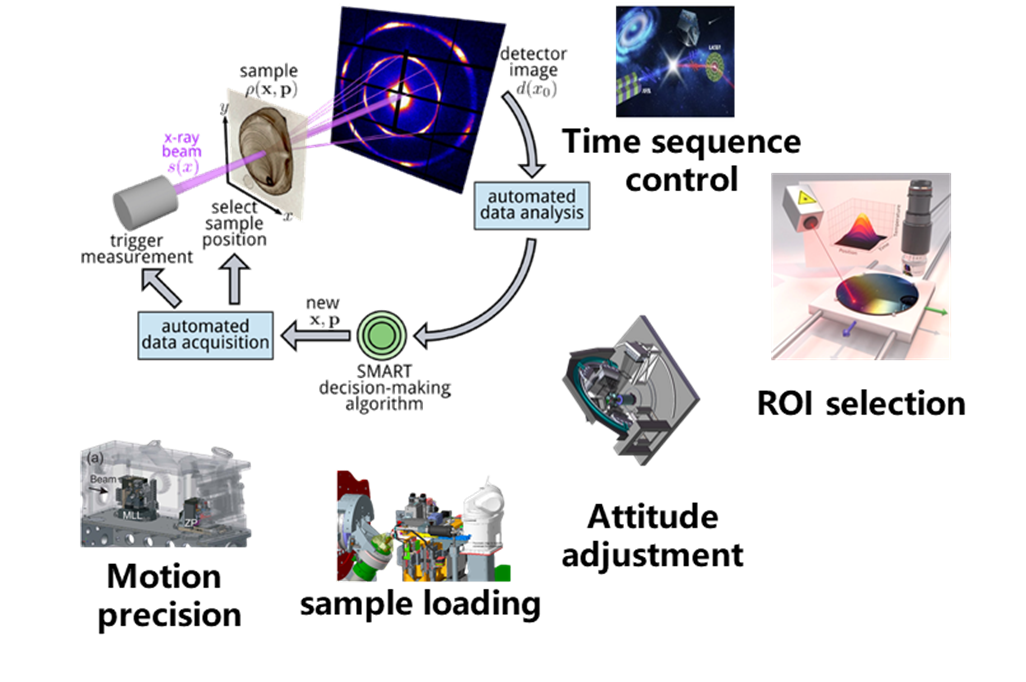 sample
ρ(x, p)
y
x
x-ray
beam
s(x)
detector
image
d(x₀)
trigger
measurement
select
sample
position
automated
data analysis
new
x, p
automated
data acquisition
SMART
decision-making
algorithm
Time sequence
control
ROI selection
Attitude
adjustment
(a)
Beam
MLL
ZP
Motion
precision
sample loading